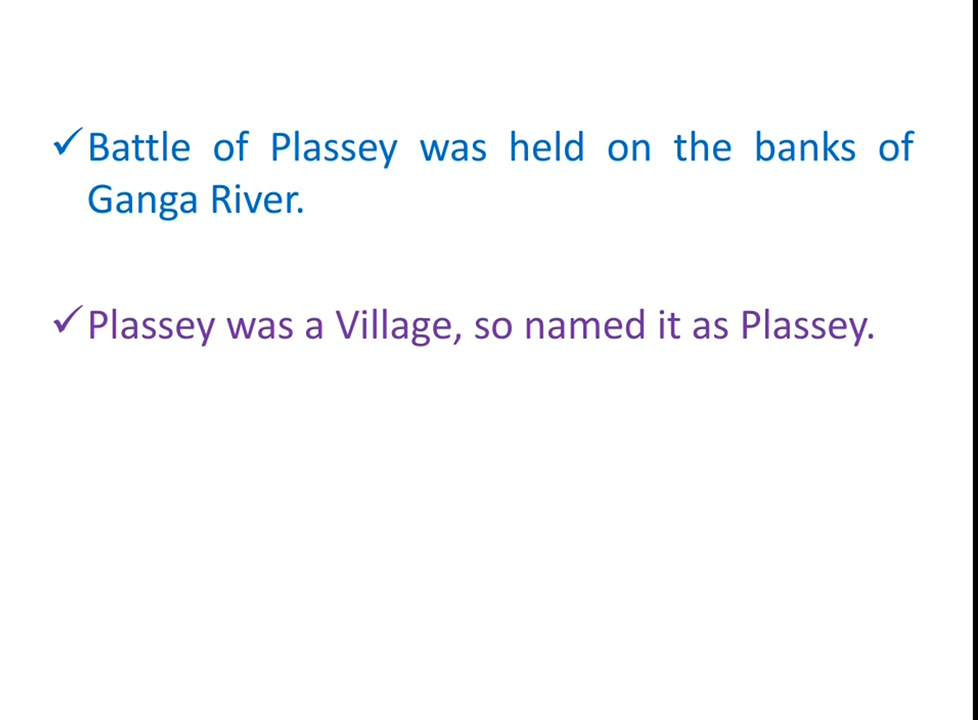 ✓Battle of Plassey was held on the banks of
Ganga River.
✓Plassey was a Village, so named it as Plassey.